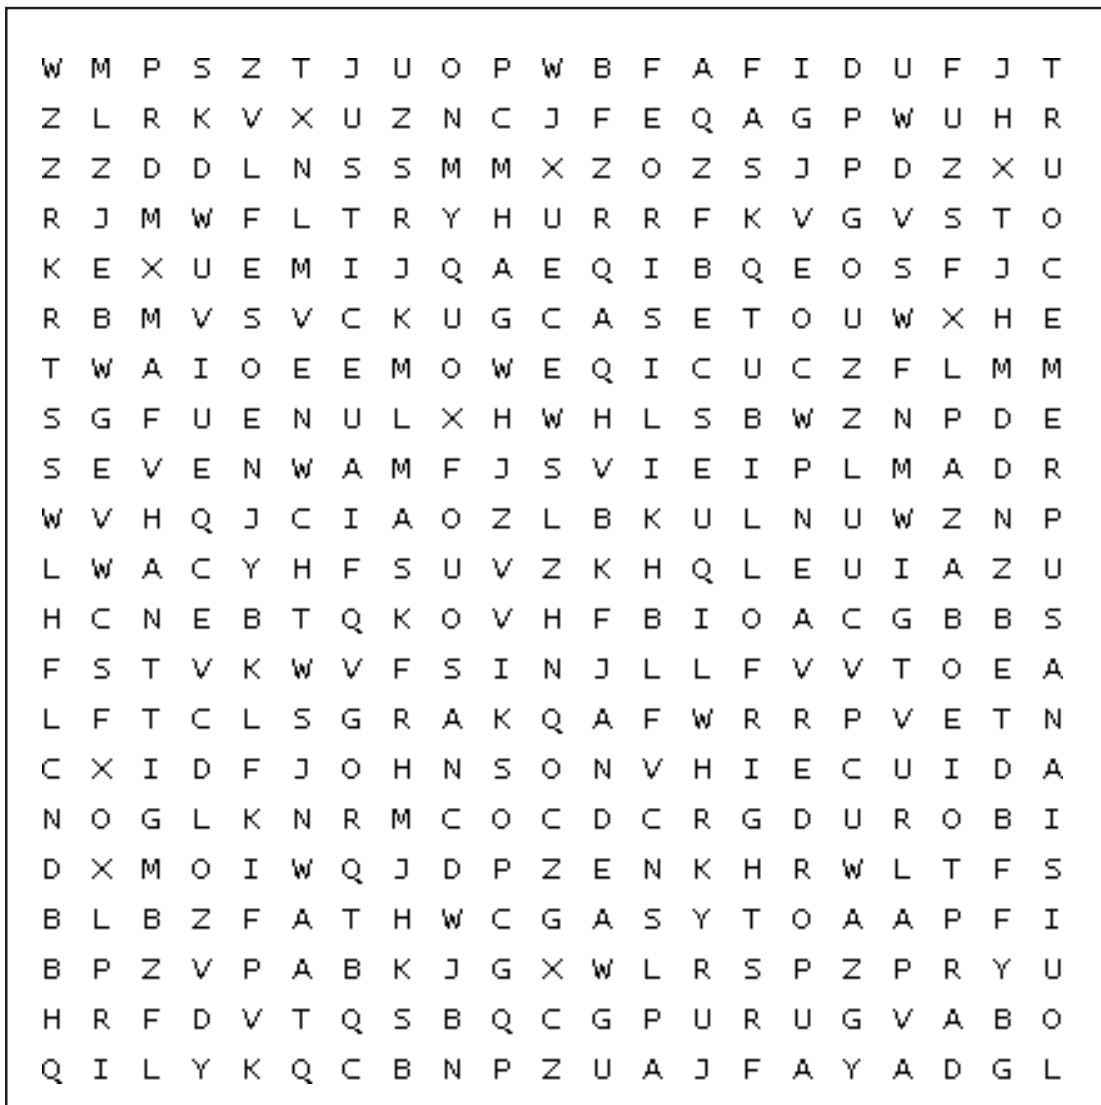 W M P S Z T J U O P W B F A F I D U F J T
Z L R K V X U Z N C J F E Q A G P W U H R
Z Z D D L N S S M M X Z O Z S J P D Z X U
R J M W F L T R Y H U R R F K V G V S T O
K E X U E M I J Q A E Q I B Q E O S F J C
R B M V S V C K U G C A S E T O U W X H E
T W A I O E E M O W E Q I C U C Z F L M M
S G F U E N U L X H W H L S B W Z N P D E
S E V E N W A M F J S V I E I P L M A D R
W V H Q J C I A O Z L B K U L N U W Z N P
L W A C Y H F S U V Z K H Q L E U I A Z U
H C N E B T Q K O V H F B I O A C G B B S
F S T V K W V F S I N J L L F V V T O E A
L F T C L S G R A K Q A F W R R P V E T N
C X I D F J O H N S O N V H I E C U I D A
N O G L K N R M C O C D C R G D U R O B I
D X M O I W Q J D P Z E N K H R W L T F S
B L B Z F A T H W C G A S Y T O A A P F I
B P Z V P A B K J G X W L R S P Z P R Y U
H R F D V T Q S B Q C G P U R U G V A B O
Q I L Y K Q C B N P Z U A J F A Y A D G L